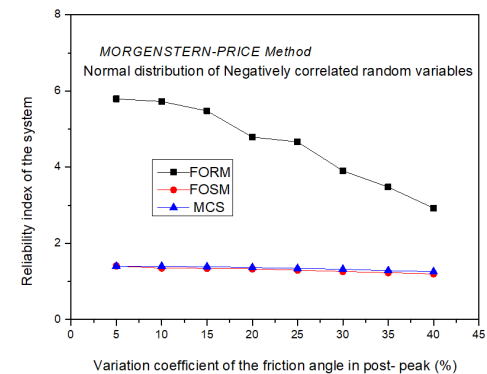 8
6
4
2
0
Reliability index of the system
MORGENSTERN-PRICE Method
Normal distribution of Negatively correlated random variables
FORM
FOSM
MCS
0 5 10 15 20 25 30 35 40 45
Variation coefficient of the friction angle in post- peak (%)